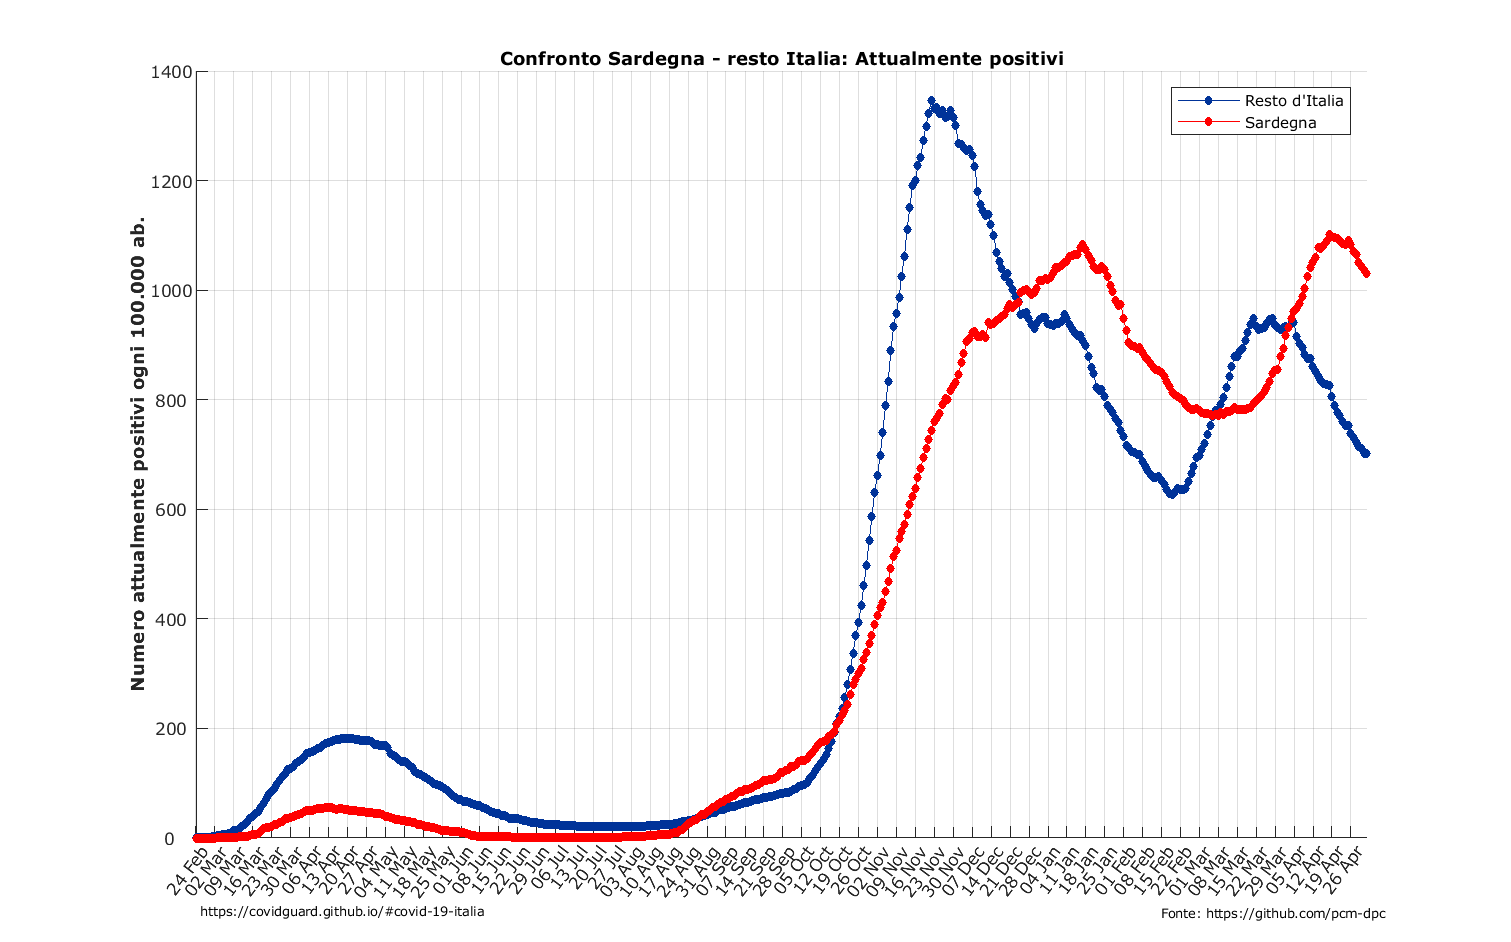 Confronto Sardegna - resto Italia: Attualmente positivi
Resto d'Italia
Sardegna
Numero attualmente positivi ogni 100.000 ab.
1400
1200
1000
800
600
400
200
0
24 Feb
02 Mar
09 Mar
16 Mar
23 Mar
30 Mar
06 Apr
13 Apr
20 Apr
27 Apr
04 May
11 May
18 May
25 May
01 Jun
08 Jun
15 Jun
22 Jun
29 Jun
06 Jul
13 Jul
20 Jul
27 Jul
03 Aug
10 Aug
17 Aug
24 Aug
31 Aug
07 Sep
14 Sep
21 Sep
28 Sep
05 Oct
12 Oct
19 Oct
26 Oct
02 Nov
09 Nov
16 Nov
23 Nov
30 Nov
07 Dec
14 Dec
21 Dec
28 Dec
04 Jan
11 Jan
18 Jan
25 Jan
01 Feb
08 Feb
15 Feb
22 Feb
01 Mar
08 Mar
15 Mar
22 Mar
29 Mar
05 Apr
12 Apr
19 Apr
26 Apr
https://covidguard.github.io/#covid-19-italia
Fonte: https://github.com/pcm-dpc